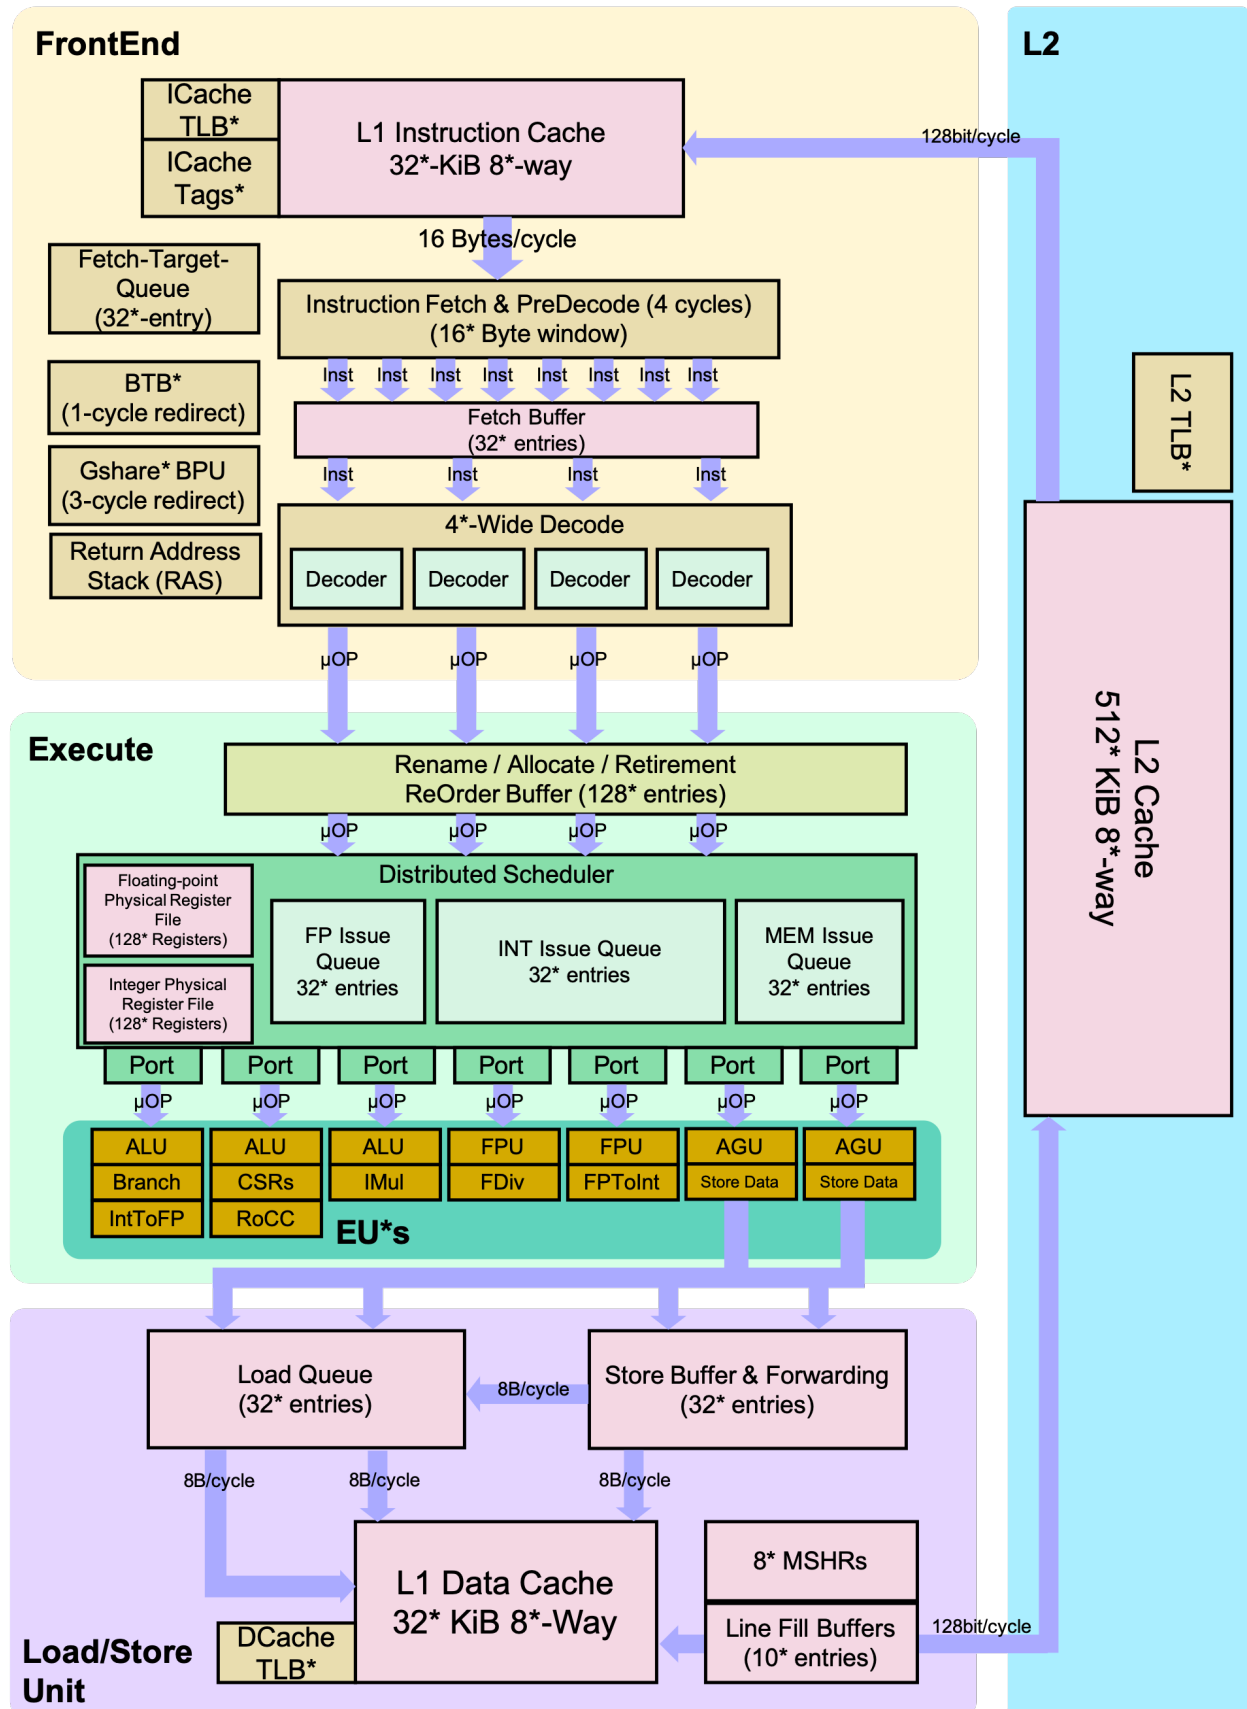 FrontEnd
L2
ICache
TLB*
ICache
Tags*
L1 Instruction Cache
32*-KiB 8*-way
128bit/cycle
16 Bytes/cycle
Fetch-Target-
Queue
(32*-entry)
Instruction Fetch & PreDecode (4 cycles)
(16* Byte window)
Inst Inst Inst Inst Inst Inst Inst Inst
BTB*
(1-cycle redirect)
Fetch Buffer
(32* entries)
L2 TLB*
Inst Inst Inst Inst
Gshare* BPU
(3-cycle redirect)
4*-Wide Decode
Return Address
Stack (RAS)
Decoder Decoder Decoder Decoder
µOP µOP µOP µOP
Execute
Rename / Allocate / Retirement
ReOrder Buffer (128* entries)
L2 Cache
512* KiB 8*-way
µOP µOP µOP µOP
Distributed Scheduler
Floating-point
Physical Register
File
(128* Registers)
Integer Physical
Register File
(128* Registers)
FP Issue
Queue
32* entries
INT Issue Queue
32* entries
MEM Issue
Queue
32* entries
Port Port Port Port Port Port Port
µOP µOP µOP µOP µOP µOP µOP
ALU ALU ALU FPU FPU AGU AGU
Branch CSRs IMul FDiv FPToInt Store Data Store Data
IntToFP RoCC
EU*s
Load Queue
(32* entries)
8B/cycle
Store Buffer & Forwarding
(32* entries)
8B/cycle 8B/cycle 8B/cycle
L1 Data Cache
32* KiB 8*-Way
8* MSHRs
Line Fill Buffers
(10* entries)
128bit/cycle
DCache
TLB*
Load/Store
Unit